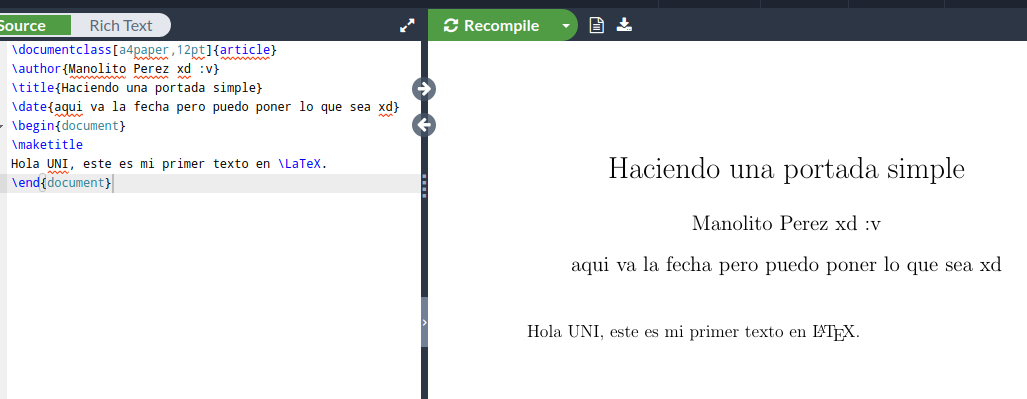 Source
Rich Text
Recompile
\documentclass[a4paper,12pt]{article}
\author{Manolito Perez xd :v}
\title{Haciendo una portada simple}
\date{aqui va la fecha pero puedo poner lo que sea xd}
\begin{document}
\maketitle
Hola UNI, este es mi primer texto en \LaTeX.
\end{document}
Haciendo una portada simple
Manolito Perez xd :v
aqui va la fecha pero puedo poner lo que sea xd
Hola UNI, este es mi primer texto en LATEX.